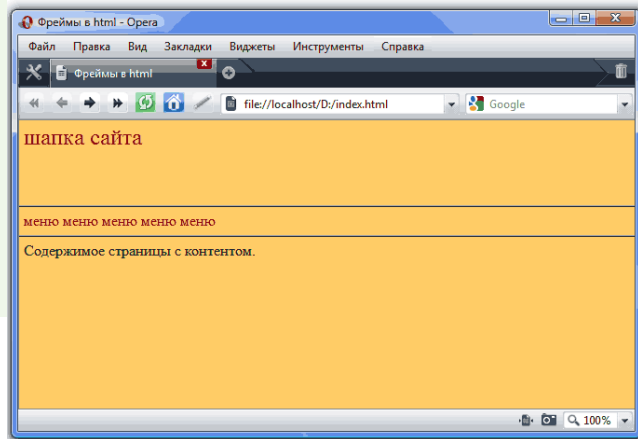 Фреймы в html - Opera
Файл Правка Вид Закладки Виджеты Инструменты Справка
Фреймы в html
file://localhost/D:/index.html Google
шапка сайта
меню меню меню меню меню
Содержимое страницы с контентом.
100%